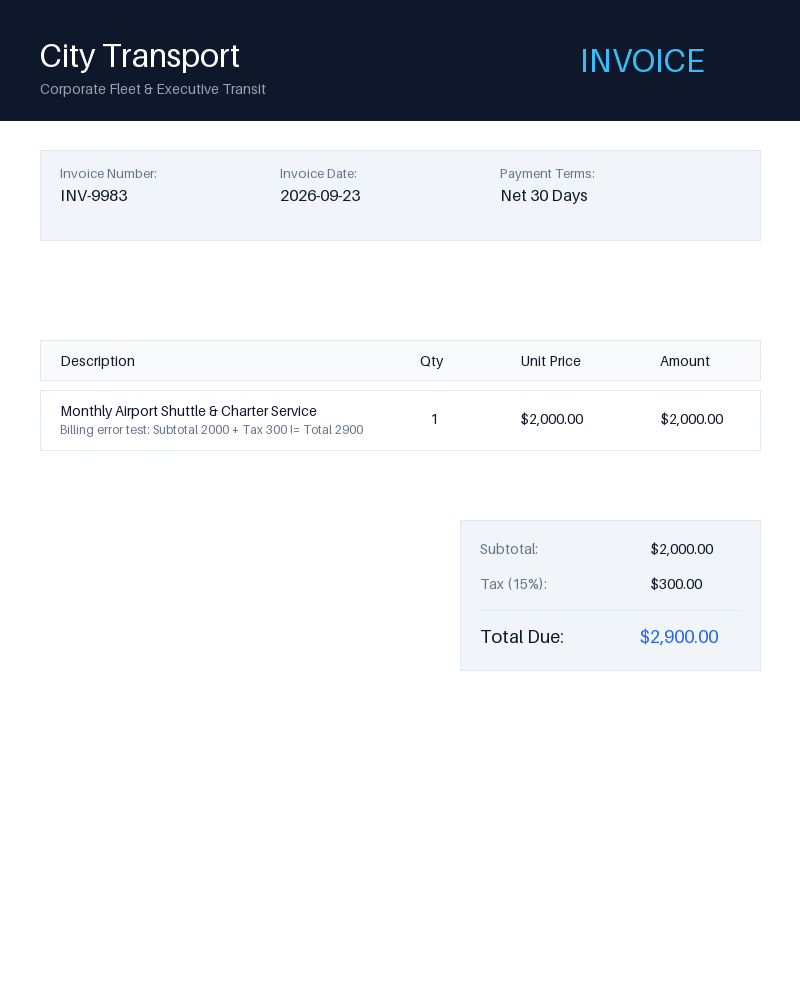 City Transport
INVOICE
Corporate Fleet & Executive Transit
Invoice Number: Invoice Date: Payment Terms:
INV-9983 2026-09-23 Net 30 Days
Description Qty Unit Price Amount
Monthly Airport Shuttle & Charter Service 1 $2,000.00 $2,000.00
Billing error test: Subtotal 2000 + Tax 300 != Total 2900
Subtotal: $2,000.00
Tax (15%): $300.00
Total Due: $2,900.00